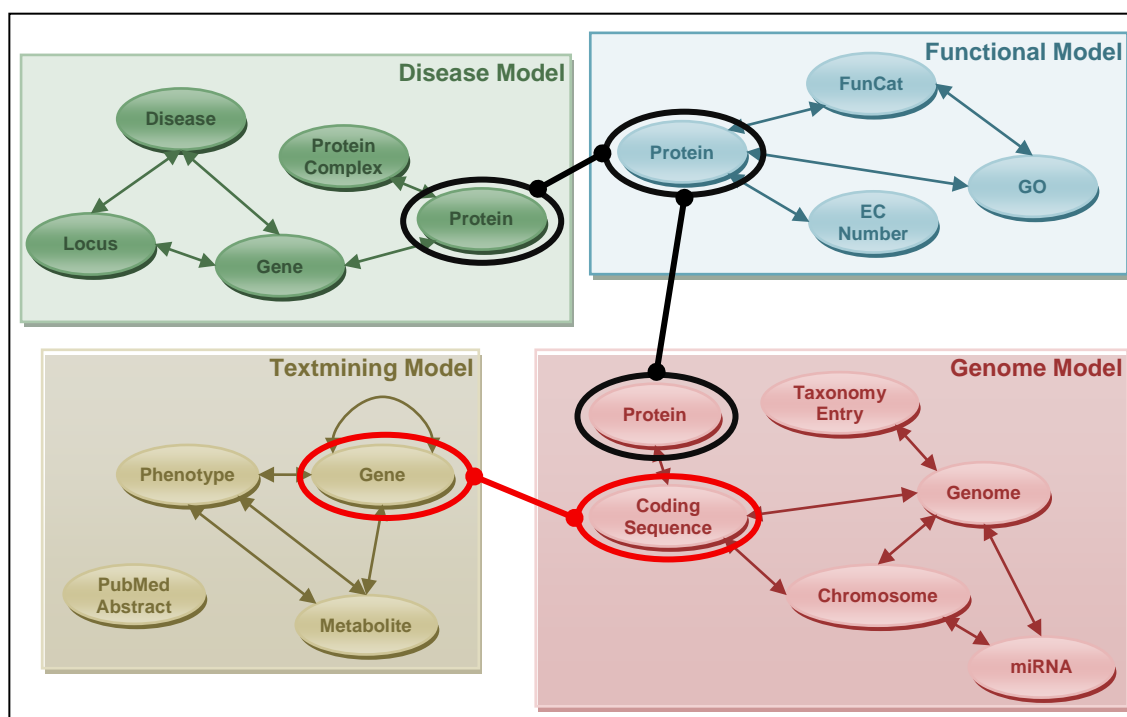 Disease Model
Disease
Protein
Complex
Protein
Locus
Gene
Functional Model
FunCat
Protein
GO
EC
Number
Textmining Model
Phenotype
Gene
PubMed
Abstract
Metabolite
Genome Model
Protein
Taxonomy
Entry
Coding
Sequence
Genome
Chromosome
miRNA